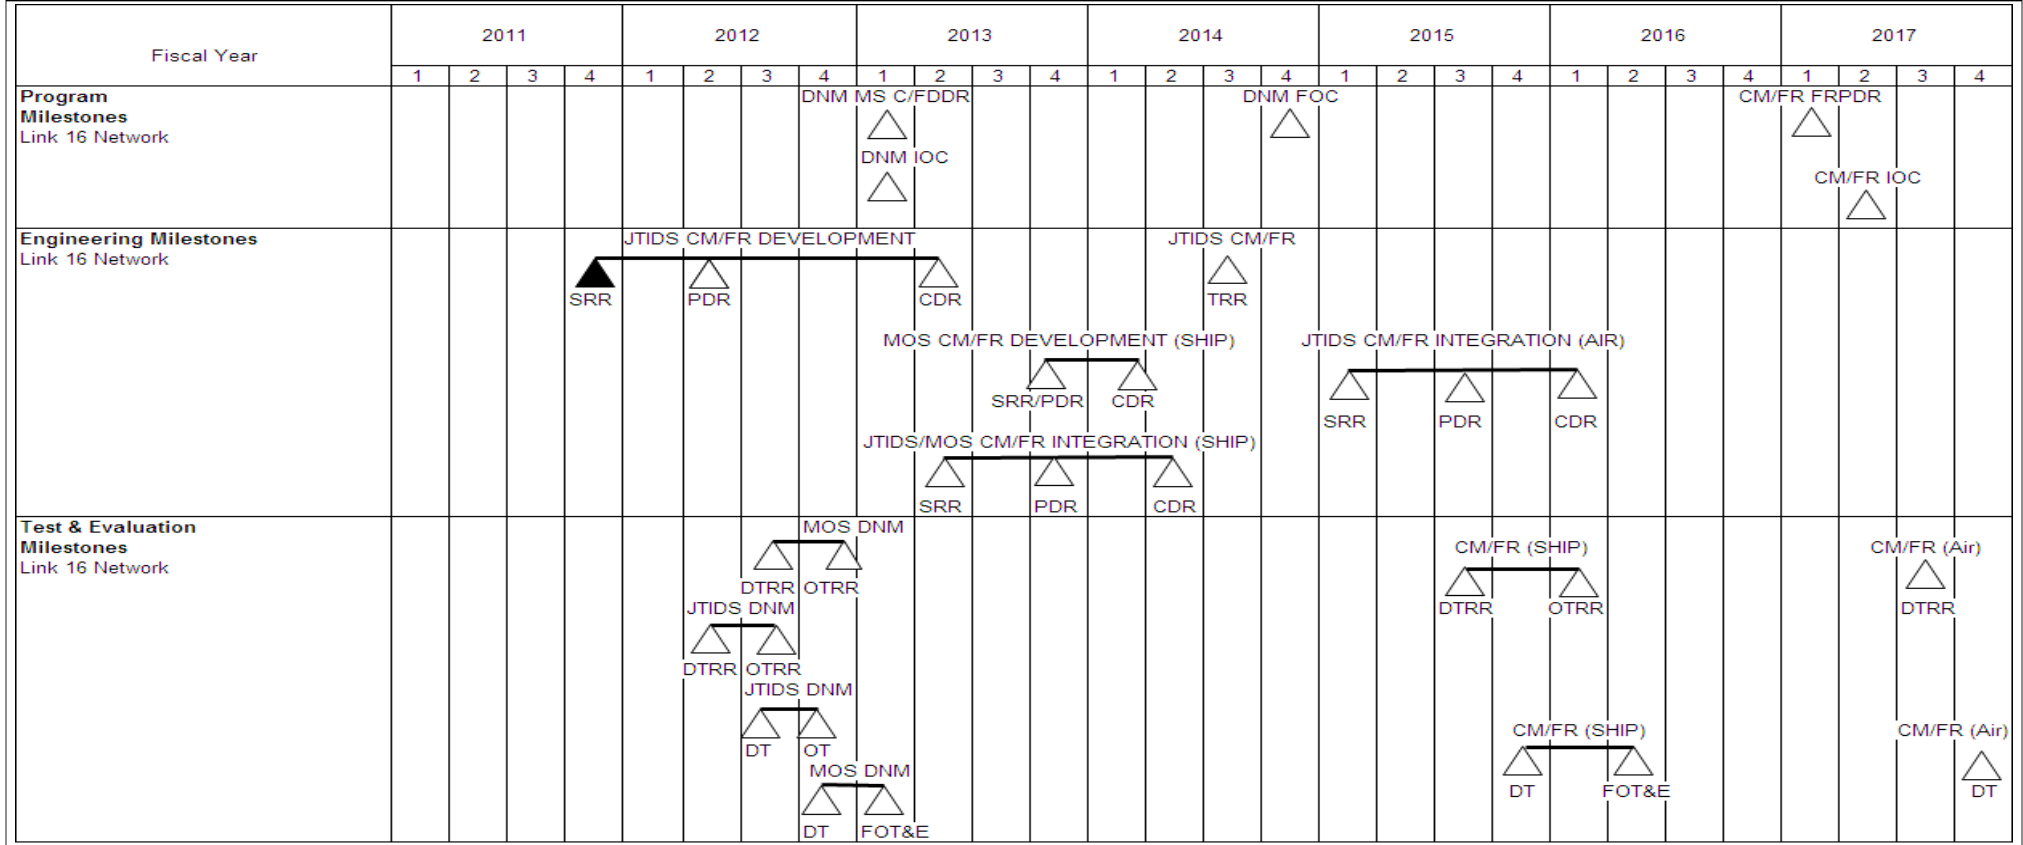 Fiscal Year
2011 2012 2013 2014 2015 2016 2017
1 2 3 4 1 2 3 4 1 2 3 4 1 2 3 4 1 2 3 4 1 2 3 4 1 2 3 4
Program
Milestones
Link 16 Network
DNM MS C/FDDR DNM FOC CM/FR FRPDR
DNM IOC
CM/FR IOC
Engineering Milestones
Link 16 Network
JTIDS CM/FR DEVELOPMENT JTIDS CM/FR
SRR PDR CDR TRR
MOS CM/FR DEVELOPMENT (SHIP) JTIDS CM/FR INTEGRATION (AIR)
SRR/PDR CDR
SRR PDR CDR
JTIDS/MOS CM/FR INTEGRATION (SHIP)
SRR PDR CDR
Test & Evaluation
Milestones
Link 16 Network
MOS DNM
CM/FR (SHIP) CM/FR (Air)
DTRR OTRR
JTIDS DNM
DTRR OTRR DTRR
DTRR OTRR
JTIDS DNM
CM/FR (SHIP) CM/FR (Air)
DT OT
MOS DNM
DT FOT&E DT
DT FOT&E